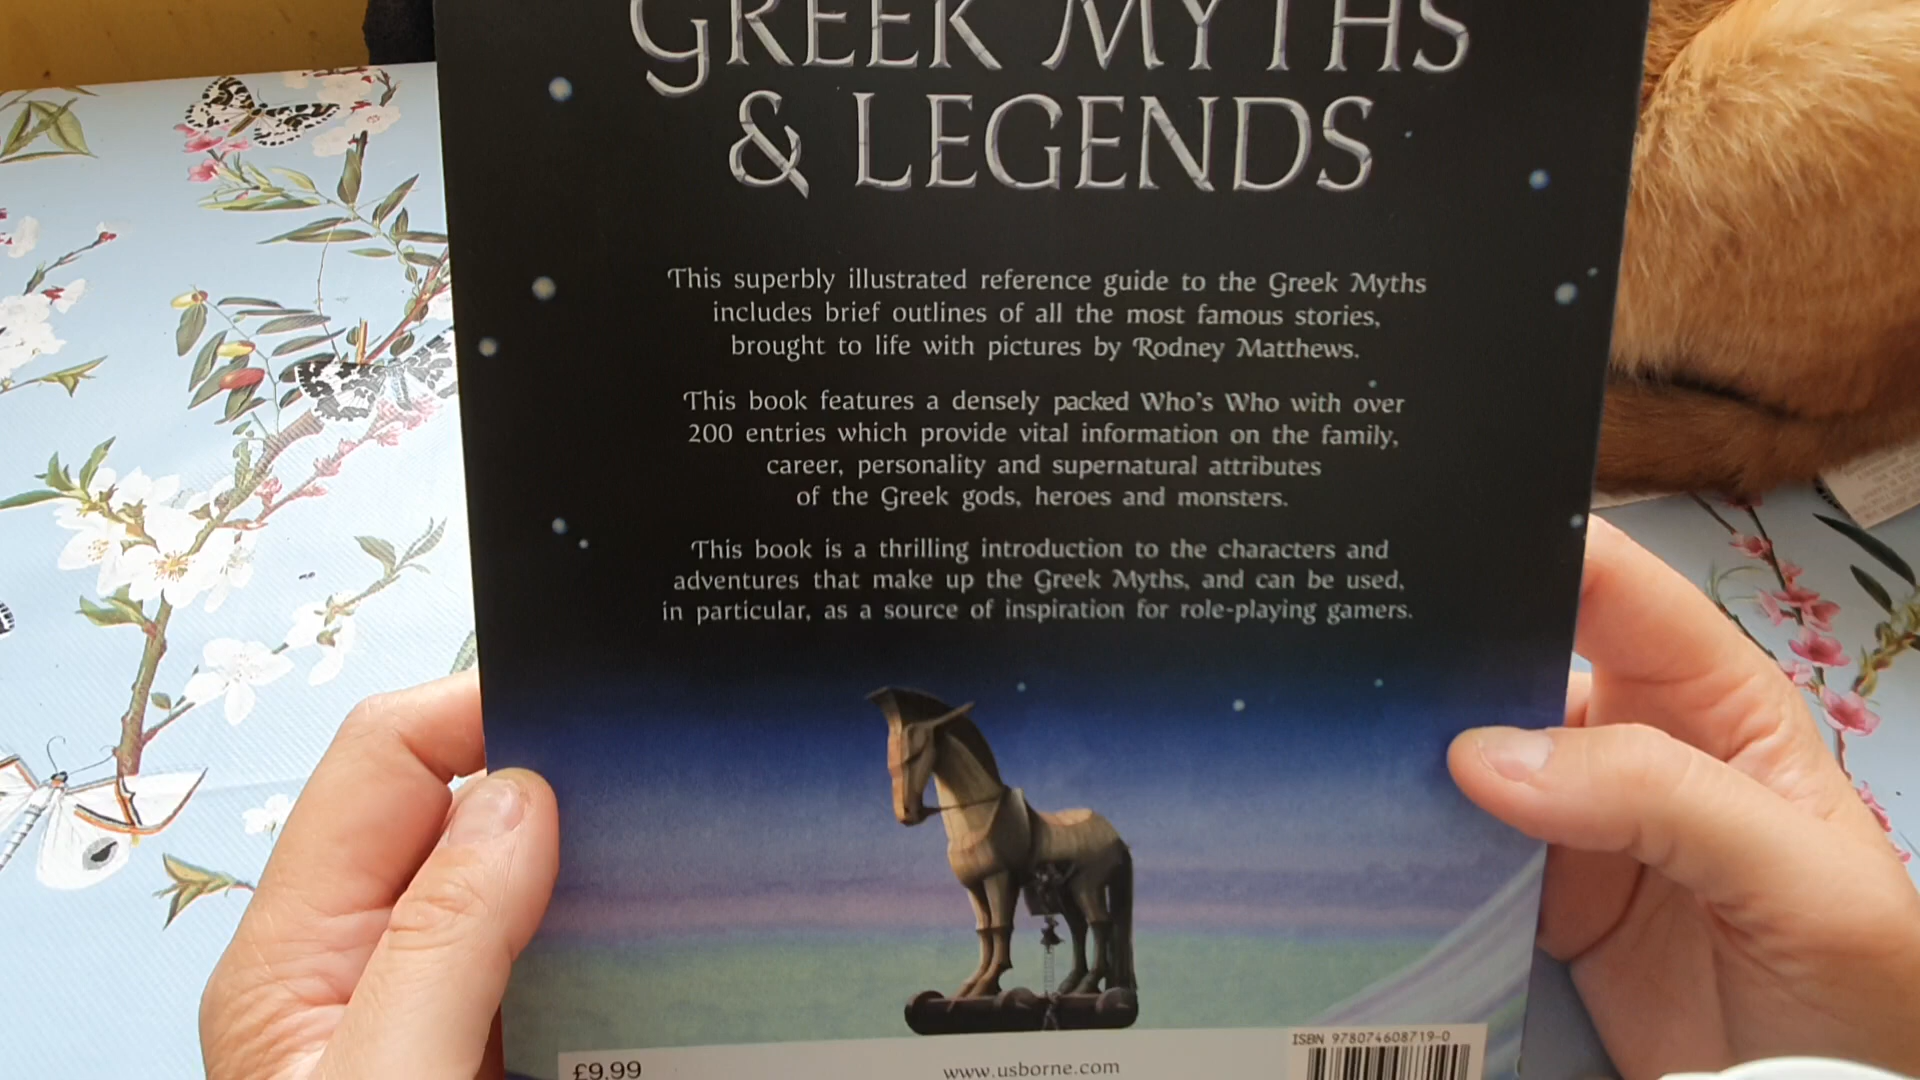 GREEK MYTHS
& LEGENDS
This superbly illustrated reference guide to the Greek Myths
includes brief outlines of all the most famous stories,
brought to life with pictures by Rodney Matthews.
This book features a densely packed Who's Who with over
200 entries which provide vital information on the family,
career, personality and supernatural attributes
of the Greek gods, heroes and monsters.
This book is a thrilling introduction to the characters and
adventures that make up the Greek Myths, and can be used,
in particular, as a source of inspiration for role-playing gamers.
£9.99
www.usborne.com
ISBN 978074608719-0